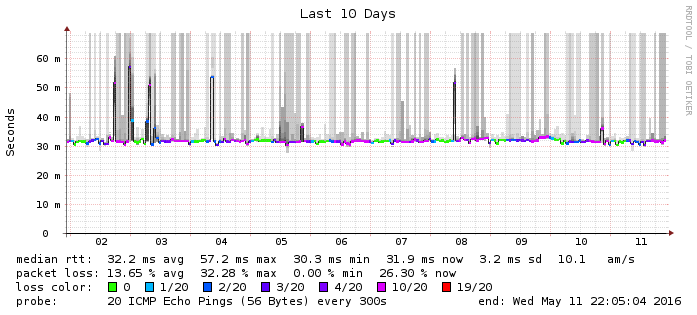 Last 10 Days
RRDTOOL / TOBI OETIKER
Seconds
60 m
50 m
40 m
30 m
20 m
10 m
0
02 03 04 05 06 07 08 09 10 11
median rtt: 32.2 ms avg 57.2 ms max 30.3 ms min 31.9 ms now 3.2 ms sd 10.1 am/s
packet loss: 13.65 % avg 32.28 % max 0.00 % min 26.30 % now
loss color: 0 1/20 2/20 3/20 4/20 10/20 19/20
probe: 20 ICMP Echo Pings (56 Bytes) every 300s end: Wed May 11 22:05:04 2016